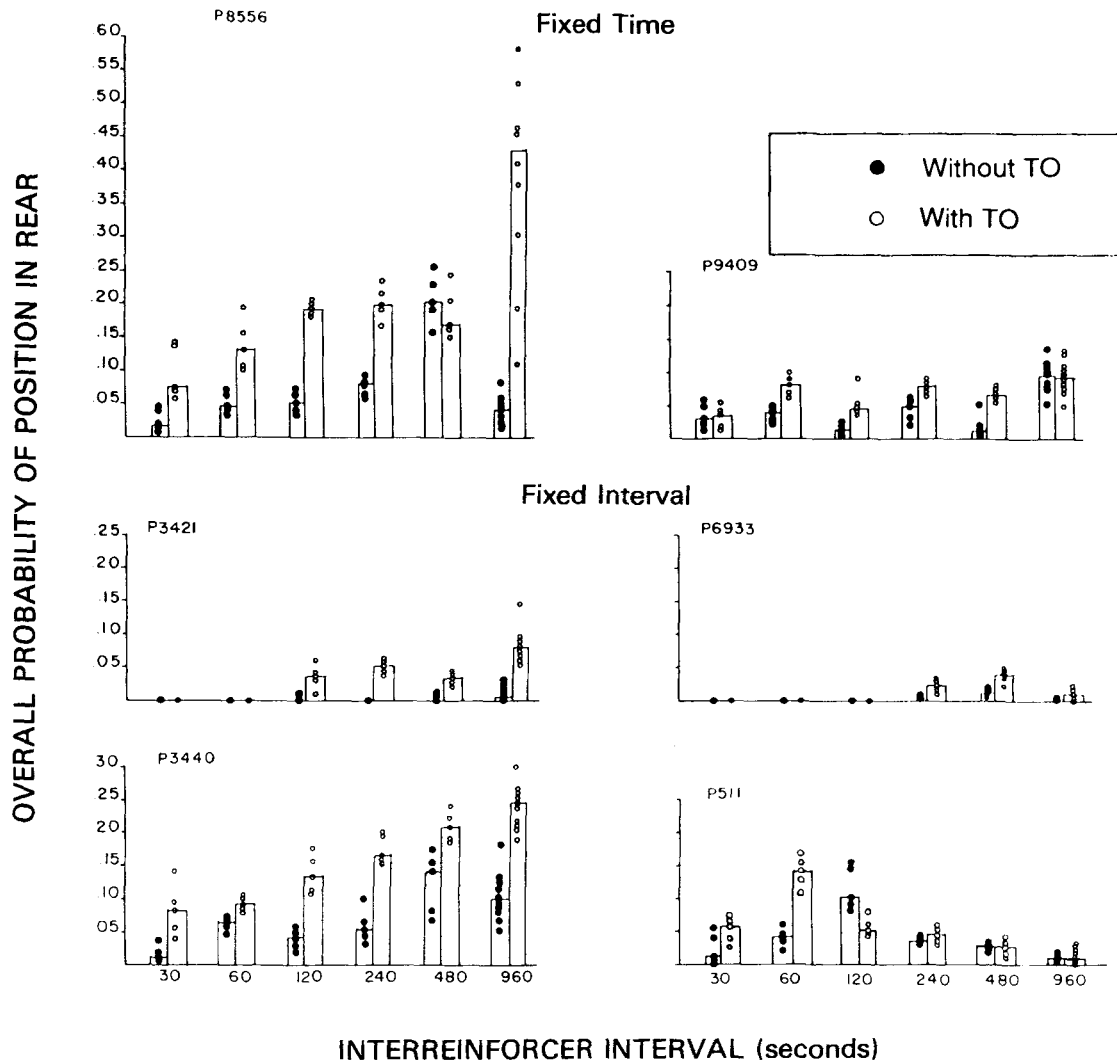 P8556
Fixed Time
.60
.55
.50
.45
.40
.35
.30
.25
.20
.15
.10
.05
Without TO
With TO
P9409
OVERALL PROBABILITY OF POSITION IN REAR
Fixed Interval
P3421
.25
.20
.15
.10
.05
P6933
P3440
.30
.25
.20
.15
.10
.05
30 60 120 240 480 960
P511
30 60 120 240 480 960
INTERREINFORCER INTERVAL (seconds)